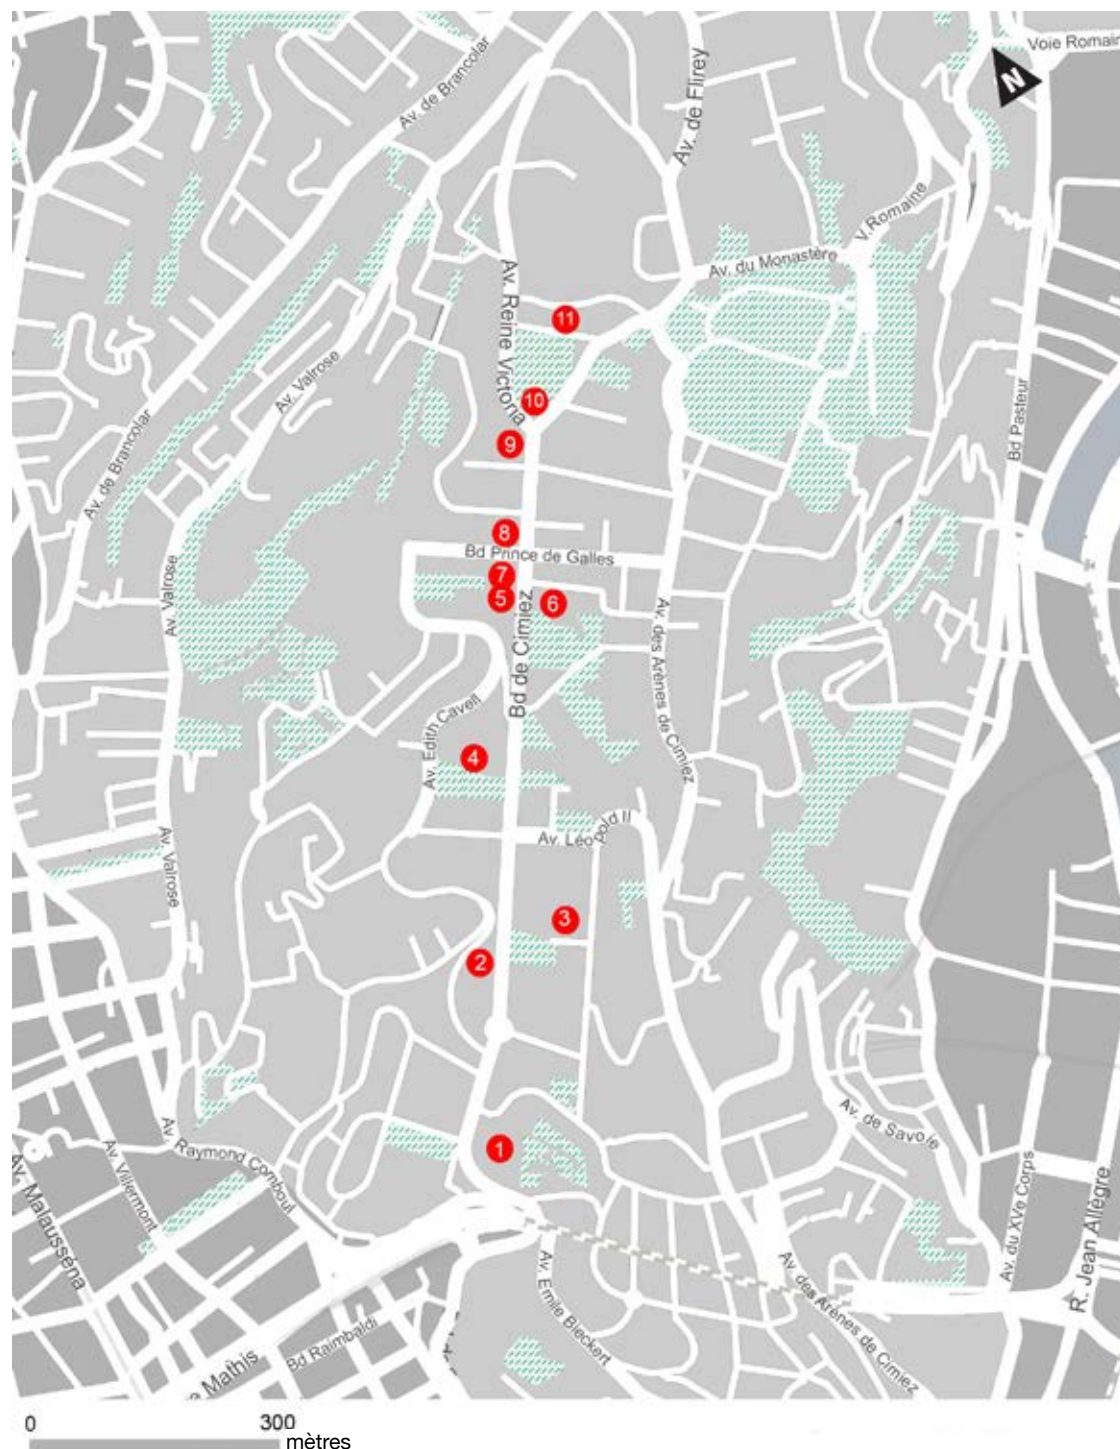 Voie Romain
N
Av. de Brancolar
Av. de Flirey
V.Romaine
Av. du Monastère
Av. Reine Victoria
11
Av. Valrose
10
Bd Pasteur
9
Av. de Brancolar
8
Bd Prince de Galles
7
5
6
Av. Valrose
Bd de Cimiez
Av. des Arènes de Cimiez
Av. Edith Cavell
4
Av. Léopold II
Av. Valrose
3
2
Av. de Savoie
1
Av. Raymond Comboul
Av. Villermont
Av. Malausséna
Av. du XVe Corps
R. Jean Allègre
Av. Emile Bieckert
Av. des Arènes de Cimiez
Bd Raimbaldi
Mathis
0
300
mètres